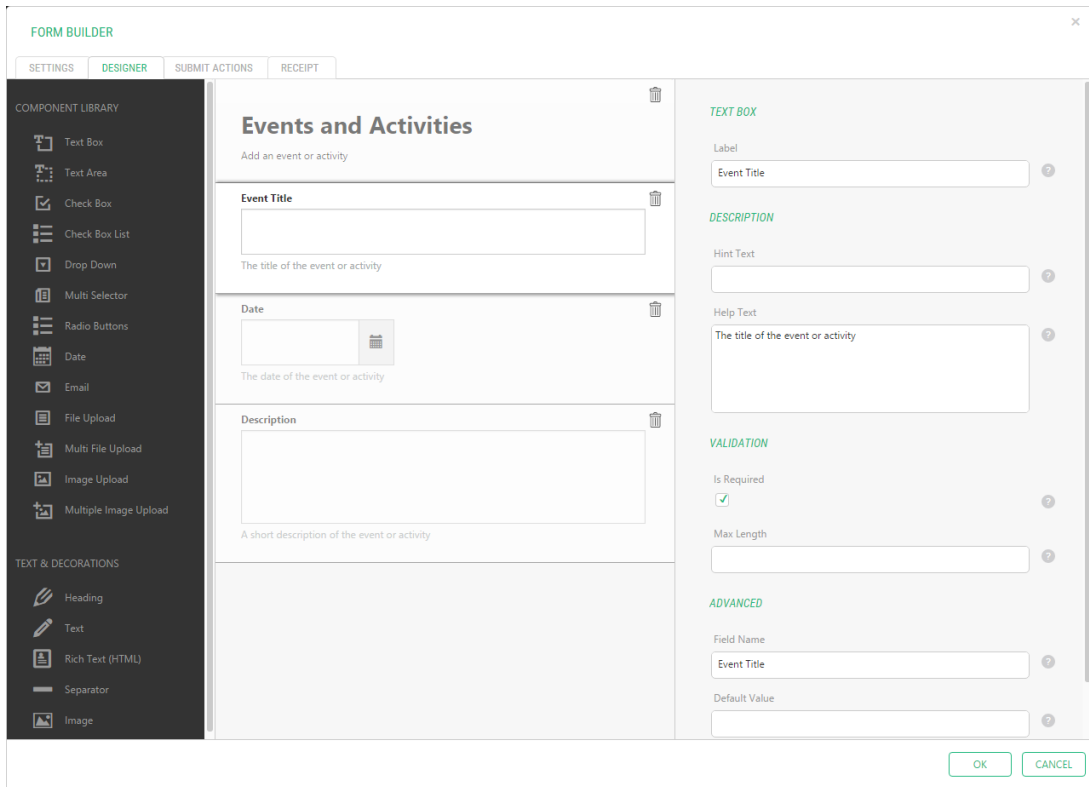 FORM BUILDER
SETTINGS
DESIGNER
SUBMIT ACTIONS
RECEIPT
COMPONENT LIBRARY
Text Box
Text Area
Check Box
Check Box List
Drop Down
Multi Selector
Radio Buttons
Date
Email
File Upload
Multi File Upload
Image Upload
Multiple Image Upload
TEXT & DECORATIONS
Heading
Text
Rich Text (HTML)
Separator
Image
Events and Activities
Add an event or activity
Event Title
The title of the event or activity
Date
The date of the event or activity
Description
A short description of the event or activity
TEXT BOX
Label
Event Title
DESCRIPTION
Hint Text
Help Text
The title of the event or activity
VALIDATION
Is Required
Max Length
ADVANCED
Field Name
Event Title
Default Value
OK
CANCEL